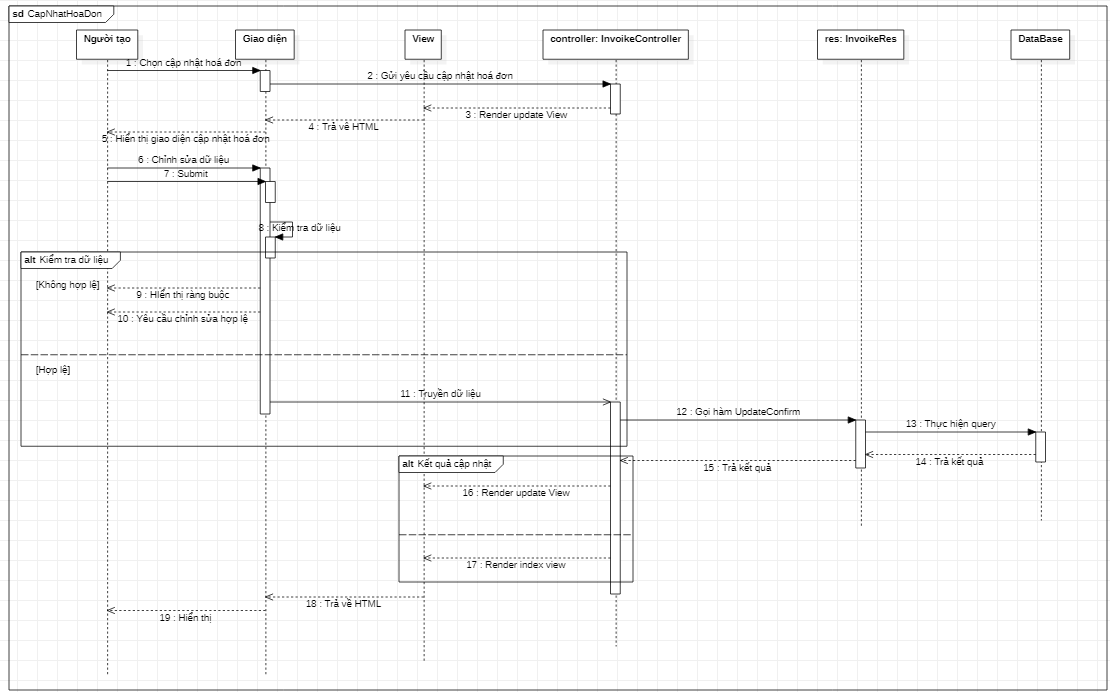 sd CapNhatHoaDon
Người tạo
Giao diện
View
controller: InvoikeController
res: InvoikeRes
DataBase
1 : Chọn cập nhật hoá đơn
2 : Gửi yêu cầu cập nhật hoá đơn
3 : Render update View
4 : Trả về HTML
5 : Hiển thị giao diện cập nhật hoá đơn
6 : Chỉnh sửa dữ liệu
7 : Submit
8 : Kiểm tra dữ liệu
alt Kiểm tra dữ liệu
[Không hợp lệ]
9 : Hiển thị ràng buộc
10 : Yêu cầu chỉnh sửa hợp lệ
[Hợp lệ]
11 : Truyền dữ liệu
12 : Gọi hàm UpdateConfirm
13 : Thực hiện query
14 : Trả kết quả
15 : Trả kết quả
alt Kết quả cập nhật
16 : Render update View
17 : Render index view
18 : Trả về HTML
19 : Hiển thị